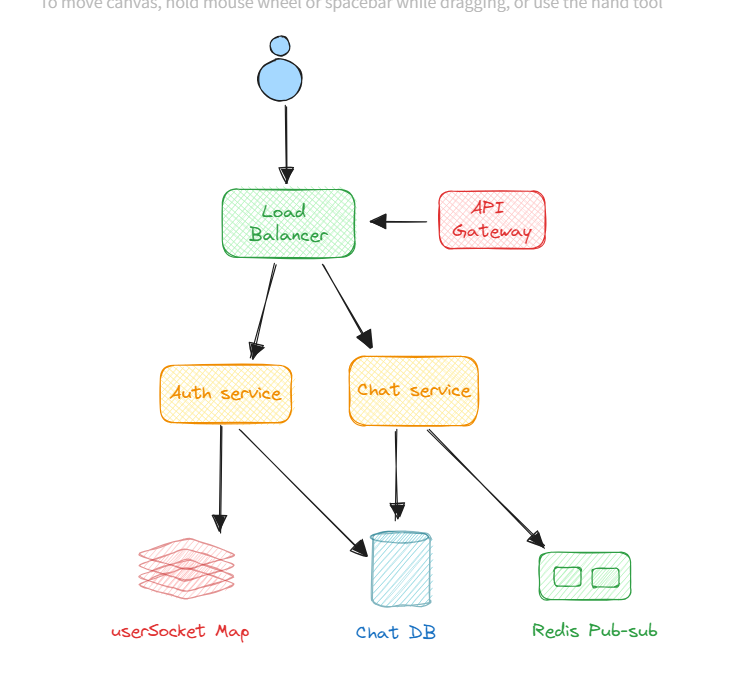 To move canvas, hold mouse wheel or spacebar while dragging, or use the hand tool
Load
Balancer
API
Gateway
Auth service
Chat service
userSocket Map
Chat DB
Redis Pub-sub